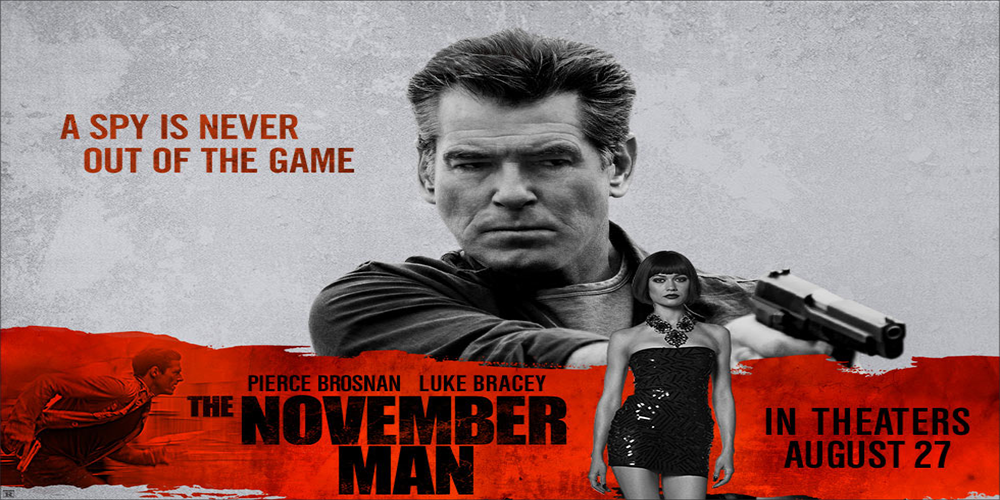 A SPY IS NEVER
OUT OF THE GAME
PIERCE BROSNAN LUKE BRACEY
THE NOVEMBER
MAN
IN THEATERS
AUGUST 27